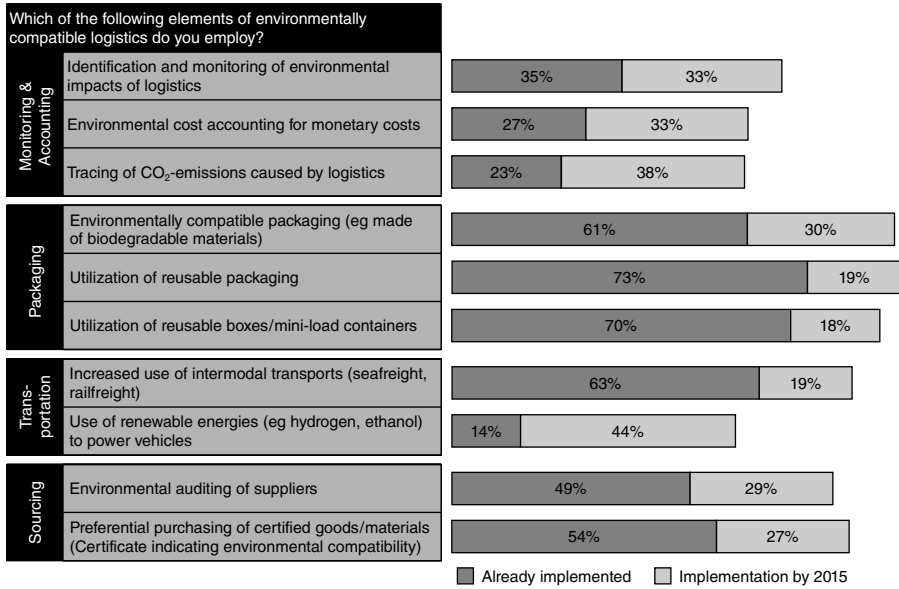 Which of the following elements of environmentally
compatible logistics do you employ?
Monitoring &
Accounting
Identification and monitoring of environmental
impacts of logistics
35% 33%
Environmental cost accounting for monetary costs
27% 33%
Tracing of CO₂-emissions caused by logistics
23% 38%
Packaging
Environmentally compatible packaging (eg made
of biodegradable materials)
61% 30%
Utilization of reusable packaging
73% 19%
Utilization of reusable boxes/mini-load containers
70% 18%
Trans-
portation
Increased use of intermodal transports (seafreight,
railfreight)
63% 19%
Use of renewable energies (eg hydrogen, ethanol)
to power vehicles
14% 44%
Sourcing
Environmental auditing of suppliers
49% 29%
Preferential purchasing of certified goods/materials
(Certificate indicating environmental compatibility)
54% 27%
Already implemented Implementation by 2015